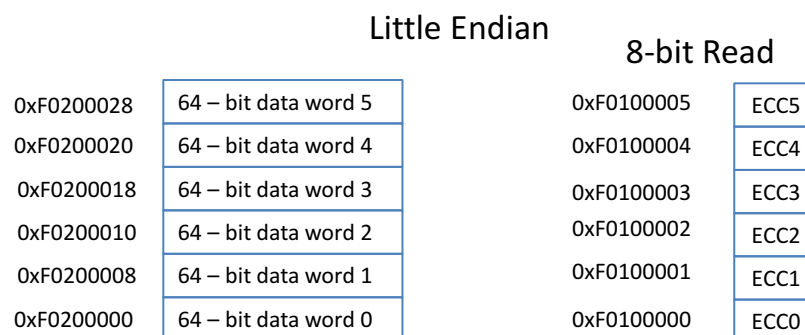 Little Endian
8-bit Read
0xF0200028 64 – bit data word 5 0xF0100005 ECC5
0xF0200020 64 – bit data word 4 0xF0100004 ECC4
0xF0200018 64 – bit data word 3 0xF0100003 ECC3
0xF0200010 64 – bit data word 2 0xF0100002 ECC2
0xF0200008 64 – bit data word 1 0xF0100001 ECC1
0xF0200000 64 – bit data word 0 0xF0100000 ECC0